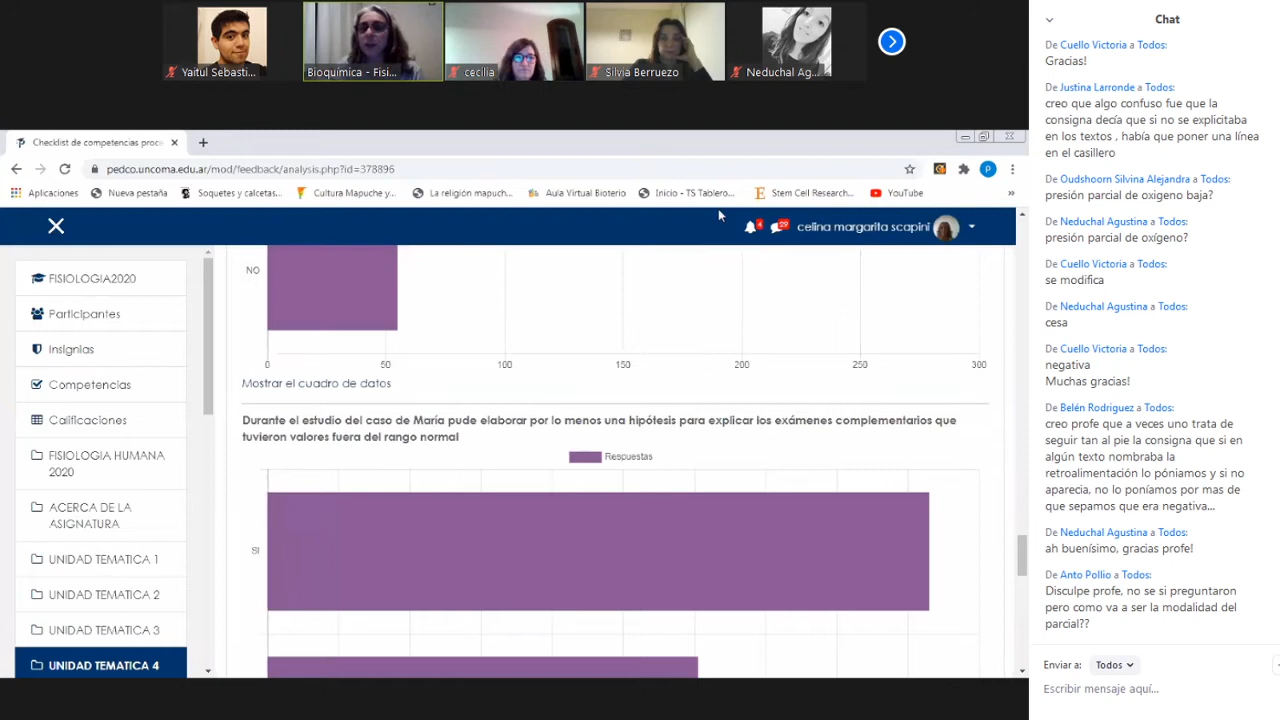 Yaitul Sebasti...
Bioquímica - Fisi...
cecilia
Silvia Berruezo
Neduchal Ag...
Checklist de competencias proce
pedco.uncoma.edu.ar/mod/feedback/analysis.php?id=378896
P
Aplicaciones
Nueva pestaña
Soquetes y calcetas...
Cultura Mapuche y...
La religión mapuch...
Aula Virtual Bioterio
Inicio - TS Tablero...
Stem Cell Research...
YouTube
»
4
29
celina margarita scapini
FISIOLOGIA2020
Participantes
Insignias
Competencias
Calificaciones
FISIOLOGIA HUMANA
2020
ACERCA DE LA
ASIGNATURA
UNIDAD TEMATICA 1
UNIDAD TEMATICA 2
UNIDAD TEMATICA 3
UNIDAD TEMATICA 4
NO
0 50 100 150 200 250 300
Mostrar el cuadro de datos
Durante el estudio del caso de María pude elaborar por lo menos una hipótesis para explicar los exámenes complementarios que
tuvieron valores fuera del rango normal
Respuestas
SI
Chat
De Cuello Victoria a Todos:
Gracias!
De Justina Larronde a Todos:
creo que algo confuso fue que la
consigna decía que si no se explicitaba
en los textos , había que poner una línea
en el casillero
De Oudshoorn Silvina Alejandra a Todos:
presión parcial de oxigeno baja?
De Neduchal Agustina a Todos:
presión parcial de oxígeno?
De Cuello Victoria a Todos:
se modifica
De Neduchal Agustina a Todos:
cesa
De Cuello Victoria a Todos:
negativa
Muchas gracias!
De Belén Rodriguez a Todos:
creo profe que a veces uno trata de
seguir tan al pie la consigna que si en
algún texto nombraba la
retroalimentación lo póniamos y si no
aparecia, no lo poníamos por mas de
que sepamos que era negativa...
De Neduchal Agustina a Todos:
ah buenísimo, gracias profe!
De Anto Pollio a Todos:
Disculpe profe, no se si preguntaron
pero como va a ser la modalidad del
parcial??
Enviar a: Todos
Escribir mensaje aquí...